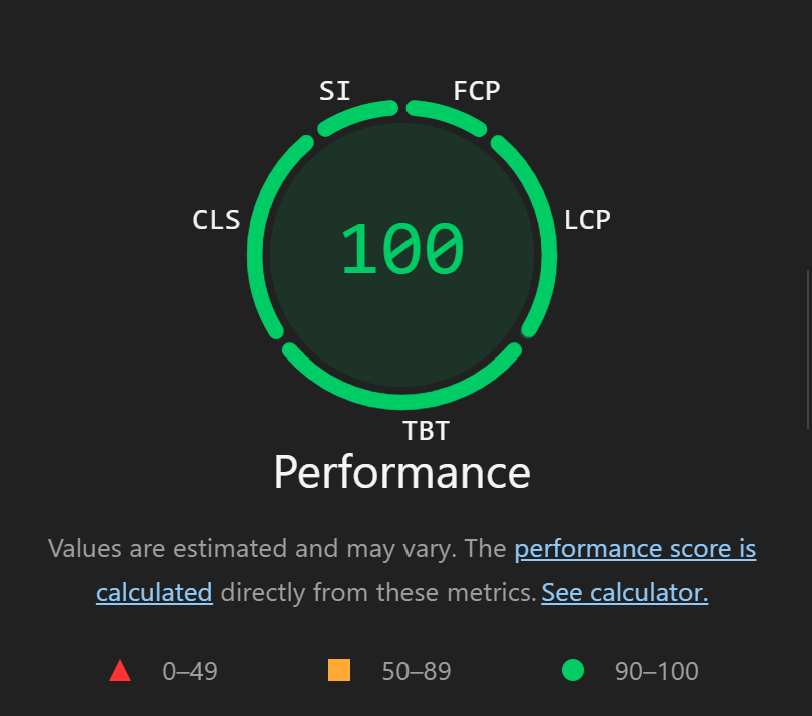 SI FCP
CLS LCP
100
TBT
Performance
Values are estimated and may vary. The performance score is
calculated directly from these metrics. See calculator.
0–49 50–89 90–100